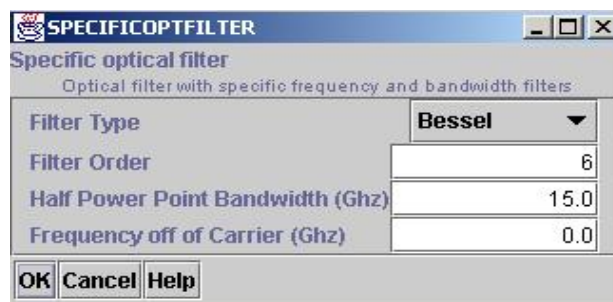 SPECIFICOPTFILTER
Specific optical filter
Optical filter with specific frequency and bandwidth filters
Filter Type Bessel
Filter Order 6
Half Power Point Bandwidth (Ghz) 15.0
Frequency off of Carrier (Ghz) 0.0
OK Cancel Help